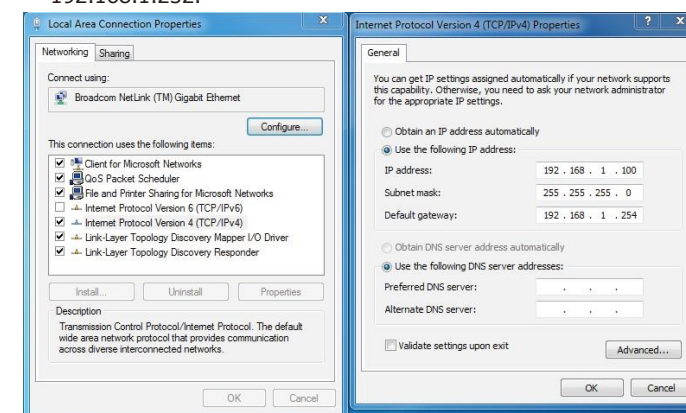 192.168.1.252.
Local Area Connection Properties
X
Networking
Sharing
Connect using:
Broadcom NetLink (TM) Gigabit Ethernet
Configure...
This connection uses the following items:
Client for Microsoft Networks
QoS Packet Scheduler
File and Printer Sharing for Microsoft Networks
Internet Protocol Version 6 (TCP/IPv6)
Internet Protocol Version 4 (TCP/IPv4)
Link-Layer Topology Discovery Mapper I/O Driver
Link-Layer Topology Discovery Responder
Install...
Uninstall
Properties
Description
Transmission Control Protocol/Internet Protocol. The default
wide area network protocol that provides communication
across diverse interconnected networks.
OK
Cancel
Internet Protocol Version 4 (TCP/IPv4) Properties
?
X
General
You can get IP settings assigned automatically if your network supports
this capability. Otherwise, you need to ask your network administrator
for the appropriate IP settings.
Obtain an IP address automatically
Use the following IP address:
IP address: 192 . 168 . 1 . 100
Subnet mask: 255 . 255 . 255 . 0
Default gateway: 192 . 168 . 1 . 254
Obtain DNS server address automatically
Use the following DNS server addresses:
Preferred DNS server: . . .
Alternate DNS server: . . .
Validate settings upon exit
Advanced...
OK
Cancel